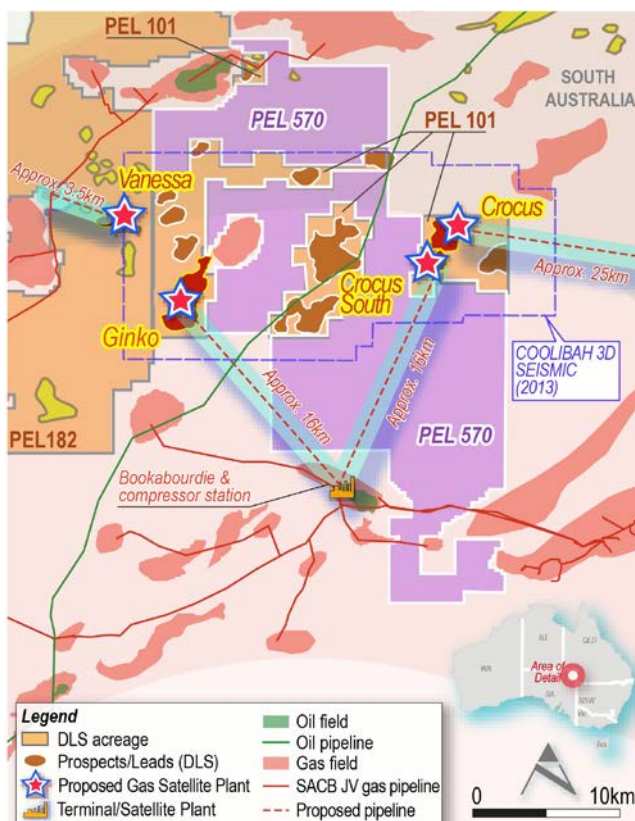 PEL 101
SOUTH
AUSTRALIA
PEL 570
PEL 101
Approx. 3.5km
Vanessa
Crocus
Approx. 25km
Crocus
South
Ginko
COOLIBAH 3D
SEISMIC
(2013)
Approx. 16km
Approx. 16km
PEL182
PEL 570
Bookabourdie &
compressor station
NT
QLD
WA
Area of
Detail
SA
NSW
Vic
Tas
Legend
DLS acreage
Prospects/Leads (DLS)
Proposed Gas Satellite Plant
Terminal/Satellite Plant
Oil field
Oil pipeline
Gas field
SACB JV gas pipeline
Proposed pipeline
0
10km